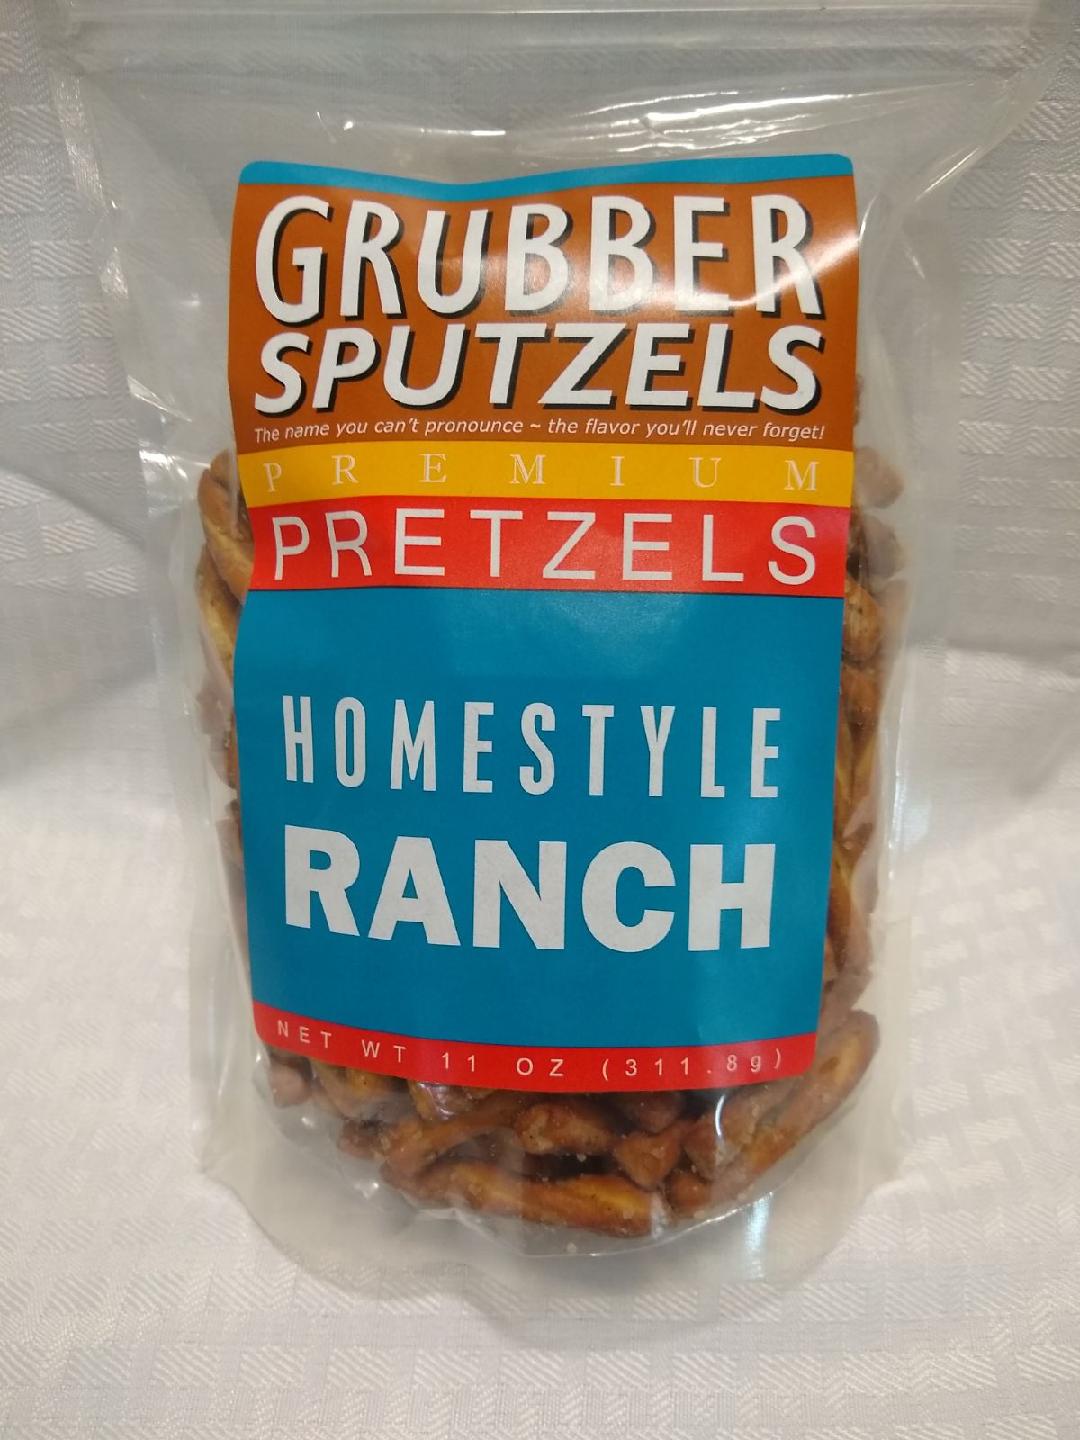 GRUBBER
SPUTZELS
The name you can't pronounce ~ the flavor you'll never forget!
PREMIUM
PRETZELS
HOMESTYLE
RANCH
NET WT 11 OZ (311.8g)